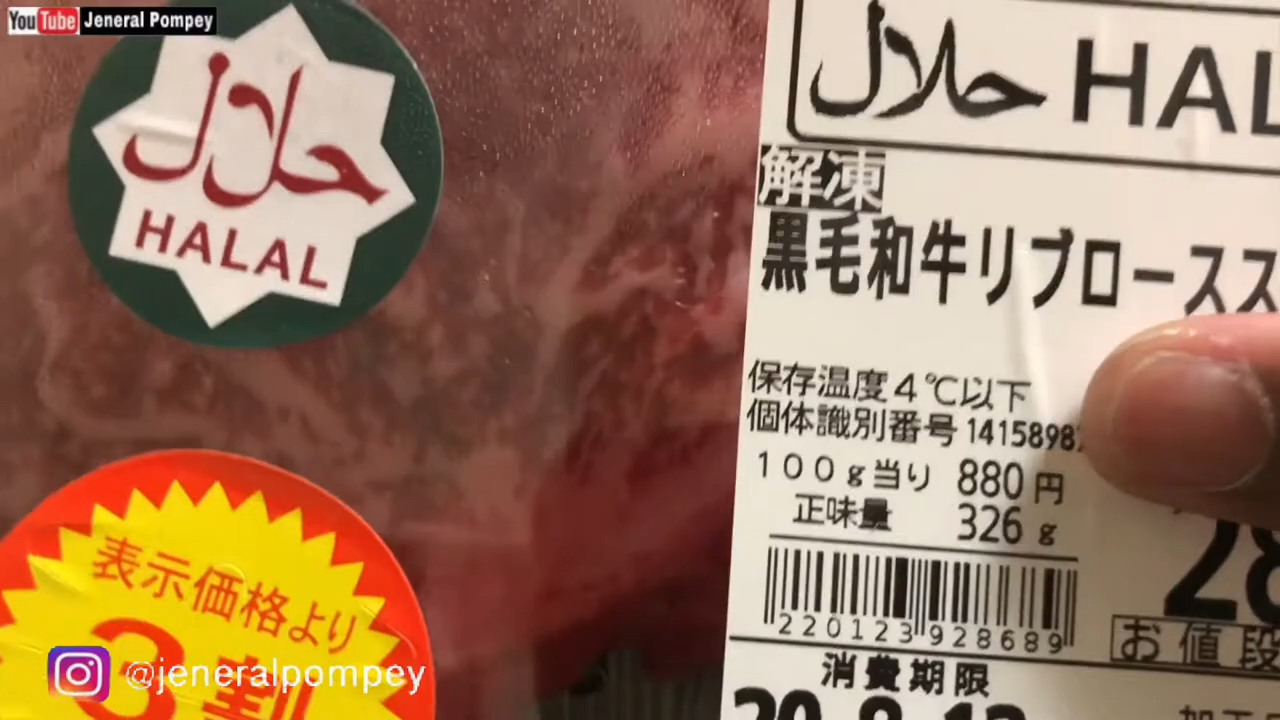 YouTube Jeneral Pompey
حلال
HALAL
表示価格より
3割
@jeneralpompey
حلال HAL
解凍
黒毛和牛リブロースス
保存温度4℃以下
個体識別番号 1415898
100g当り 880円
正味量 326g
28
220123928689
お値段
消費期限